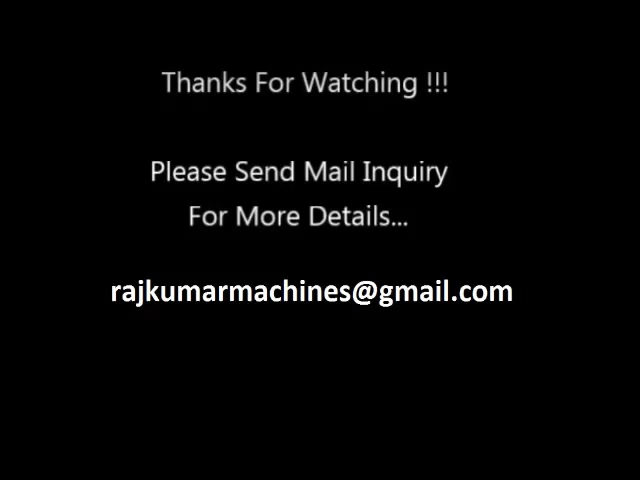 Thanks For Watching !!!
Please Send Mail Inquiry
For More Details...
rajkumarmachines@gmail.com